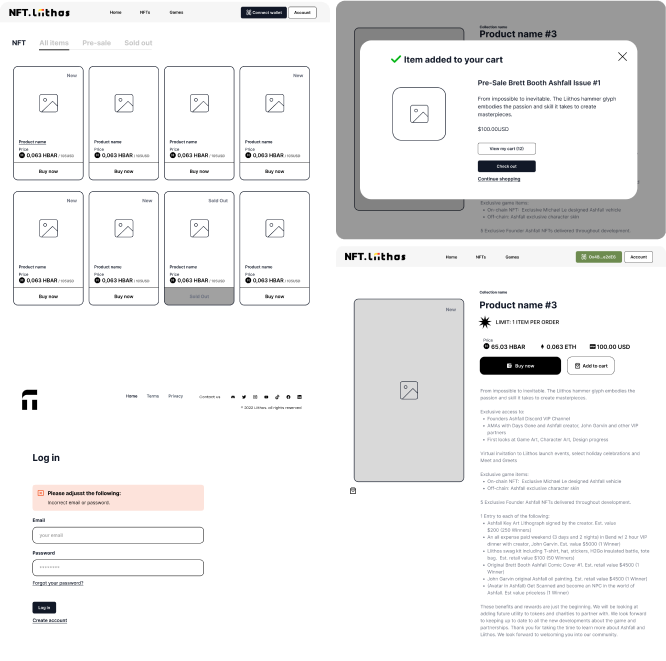 NFT.Liithos
Home NFTs Games
Connect wallet
Account
NFT All items Pre-sale Sold out
New
Product name
Price
0,063 HBAR / 101USD
Buy now
Product name
Price
0,063 HBAR / 101USD
Buy now
Product name
Price
0,063 HBAR / 101USD
Buy now
New
Product name
Price
0,063 HBAR / 101USD
Buy now
New
Product name
Price
0,063 HBAR / 101USD
Buy now
New
Product name
Price
0,063 HBAR / 101USD
Buy now
Sold Out
Product name
Price
0,063 HBAR / 101USD
Sold Out
Product name
Price
0,063 HBAR / 101USD
Buy now
Home Terms Privacy Contact us
© 2022 Liithos, all rights reserved
Log in
Please adjusst the following:
Incorrect email or password.
Email
your email
Password
Forgot your password?
Log in
Create account
Collection name
Product name #3
Item added to your cart
Pre-Sale Brett Booth Ashfall Issue #1
From impossible to inevitable. The Liithos hammer glyph
embodies the passion and skill it takes to create
masterpieces.
$100.00USD
View my cart (12)
Check out
Continue shopping
Exclusive game items:
• On-chain NFT: Exclusive Michael Le designed Ashfall vehicle
• Off-chain: Ashfall exclusive character skin
5 Exclusive Founder Ashfall NFTs delivered throughout development.
NFT.Liithos
Home NFTs Games
Account
New
Collection name
Product name #3
LIMIT: 1 ITEM PER ORDER
Price
65.03 HBAR 0.063 ETH 100.00 USD
Buy now
Add to cart
From impossible to inevitable. The Liithos hammer glyph embodies the
passion and skill it takes to create masterpieces.
Exclusive access to:
• Founders Ashfall Discord VIP Channel
• AMAs with Days Gone and Ashfall creator, John Garvin and other VIP
partners
• First looks at Game Art, Character Art, Design progress
Virtual invitation to Liithos launch events, select holiday celebrations and
Meet and Greets
Exclusive game items:
• On-chain NFT: Exclusive Michael Le designed Ashfall vehicle
• Off-chain: Ashfall exclusive character skin
5 Exclusive Founder Ashfall NFTs delivered throughout development.
1 Entry to each of the following:
• Ashfall Key Art Lithograph signed by the creator. Est. value
$200 (250 Winners)
• An all expense paid weekend (3 days and 2 nights) in Bend w/ 2 hour VIP
dinner with creator, John Garvin. Est. value $5000 (1 Winner)
• Liithos swag kit including T-shirt, hat, stickers, H2Go insulated bottle, tote
bag. Est. retail value $100 (50 Winners)
• Original Brett Booth Ashfall Comic Cover #1. Est. retail value $4500 (1
Winner)
• John Garvin original Ashfall oil painting. Est. retail value $4500 (1 Winner)
• (Avatar in Ashfall) Get Scanned and become an NPC in the world of
Ashfall. Est value priceless (1 Winner)
These benefits and rewards are just the beginning. We will be looking at
adding future utility to tokens and charities to partner with. We look forward
to keeping up to date to all the new developments about the game and
partnerships. Thank you for taking the time to learn more about Ashfall and
Liithos. We look forward to welcoming you into our community.